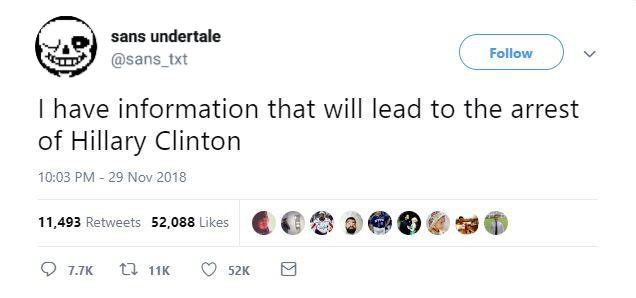 sans undertale
@sans_txt
Follow
I have information that will lead to the arrest
of Hillary Clinton
10:03 PM - 29 Nov 2018
11,493 Retweets 52,088 Likes
7.7K 11K 52K